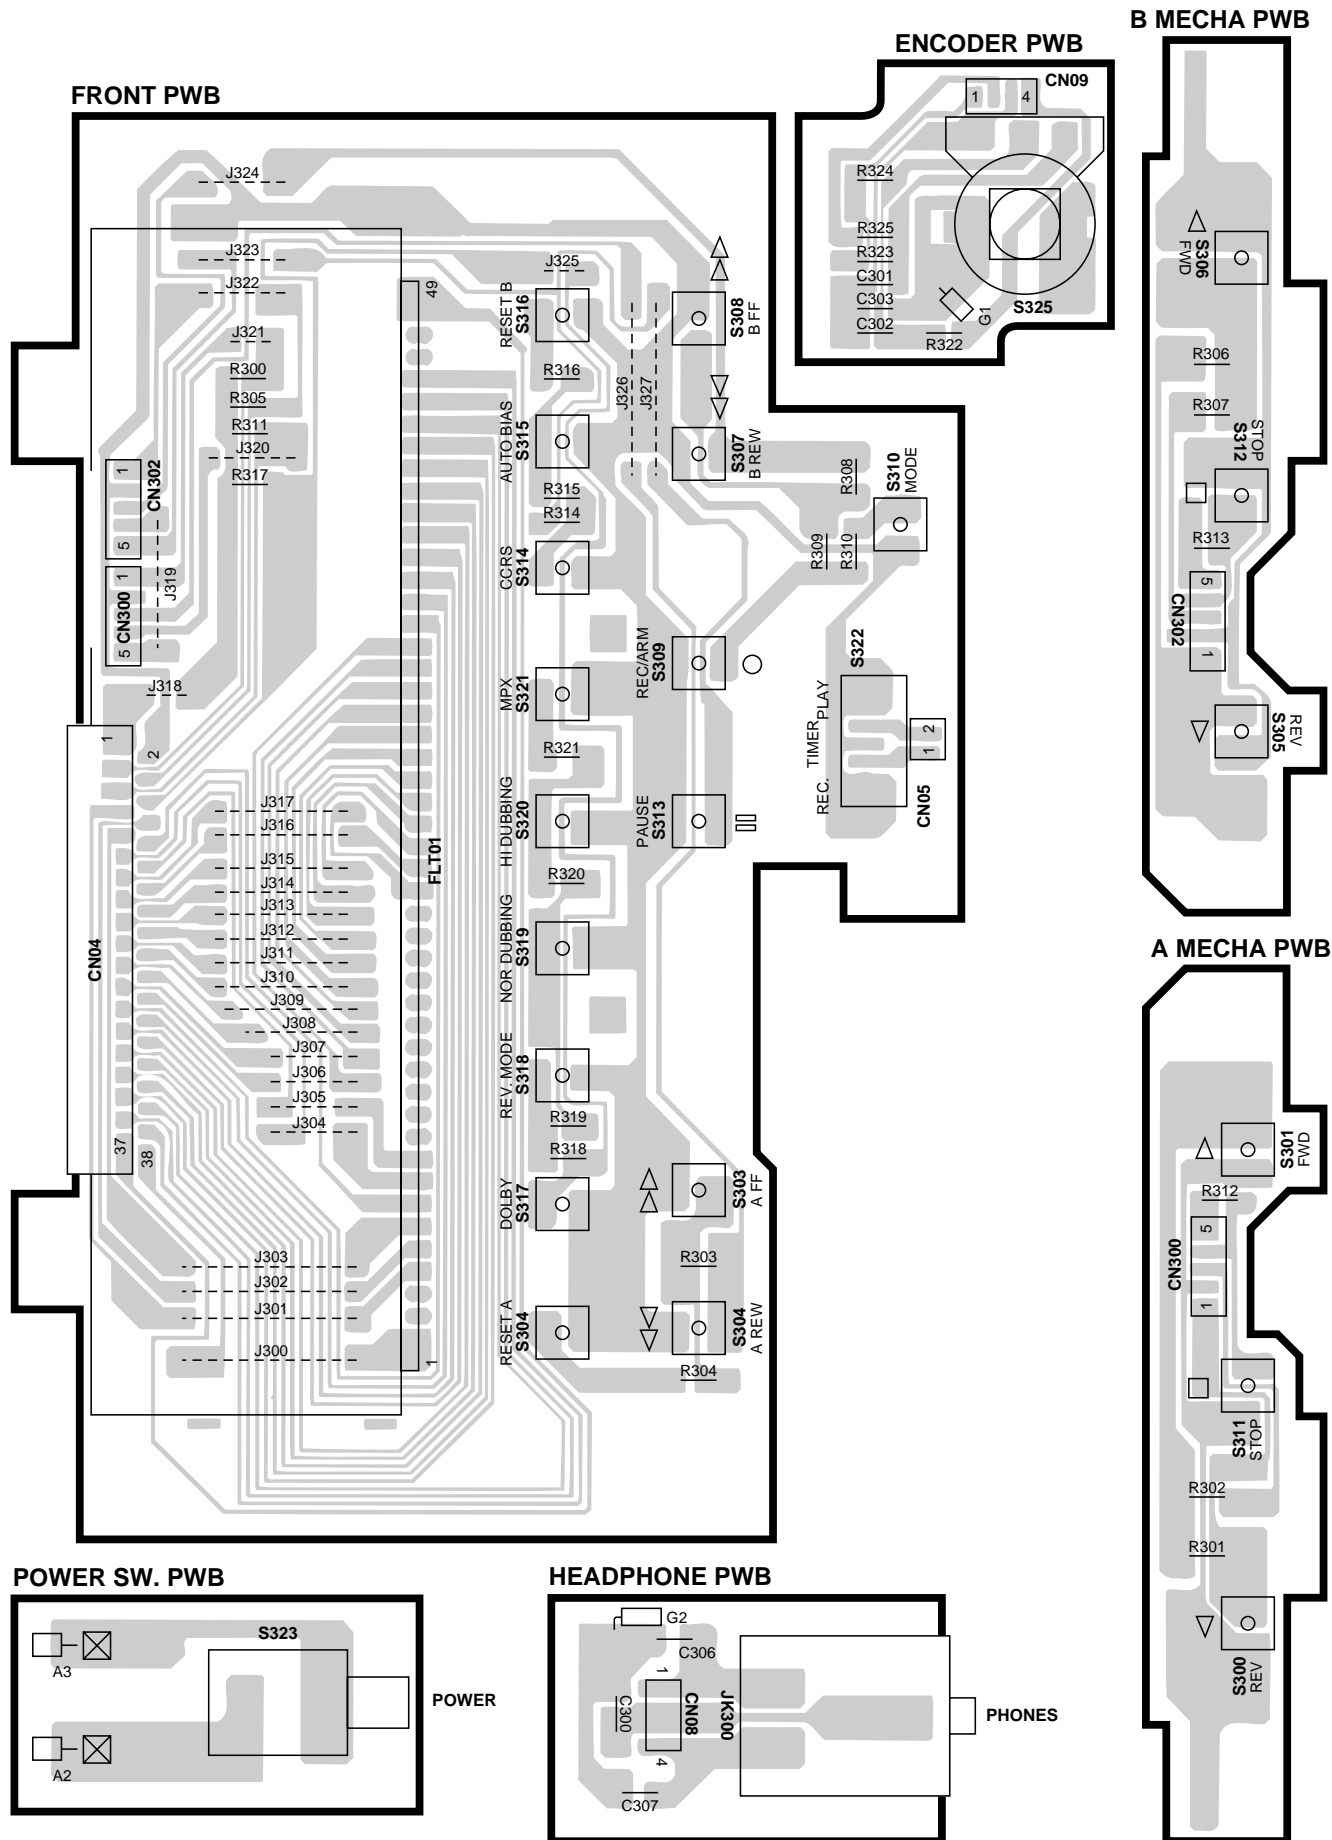 B MECHA PWB
ENCODER PWB
CN09
1
4
R324
R325
R323
C301
C303
C302
R322
G1
S325
FRONT PWB
J324
J323
J322
J321
R300
R305
R311
J320
R317
49
RESET B
S316
J325
S308
B FF
R316
J326
J327
AUTO BIAS
S315
S307
B REW
R315
R314
R308
S310
MODE
R309
R310
CN302
1
5
J319
CN300
1
5
CCRS
S314
REC/ARM
S309
S322
J318
MPX
S321
R321
REC.
TIMER
PLAY
2
1
CN05
1
2
CN04
37
38
J317
J316
J315
J314
J313
J312
J311
J310
J309
J308
J307
J306
J305
J304
J303
J302
J301
J300
FLT01
1
HI DUBBING
S320
PAUSE
S313
R320
NOR DUBBING
S319
REV. MODE
S318
R319
R318
DOLBY
S317
S303
A FF
R303
RESET A
S304
S304
A REW
R304
S306
FWD
R306
R307
S312
STOP
R313
CN302
5
1
S305
REV
A MECHA PWB
S301
FWD
R312
CN300
5
1
S311
STOP
R302
R301
S300
REV
POWER SW. PWB
S323
A3
A2
POWER
HEADPHONE PWB
G2
C306
1
C300
CN08
4
JK300
C307
PHONES